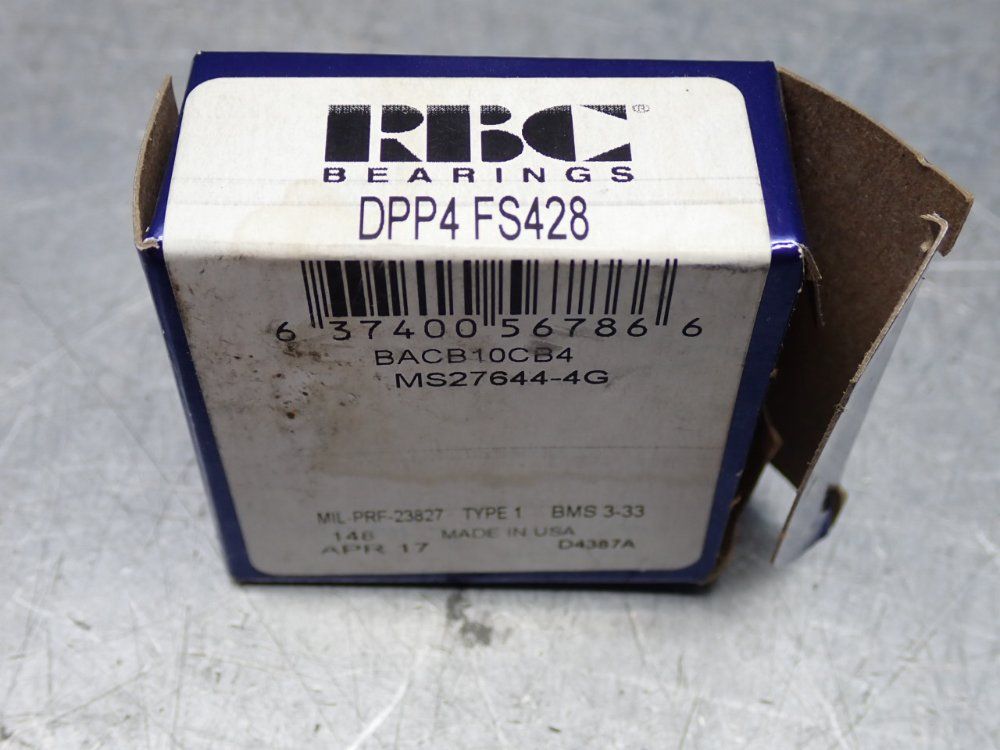 RBC®
BEARINGS
DPP4 FS428
6 37400 56786 6
BACB10CB4
MS27644-4G
MIL-PRF-23827 TYPE 1 BMS 3-33
148 MADE IN USA
APR 17 D4387A